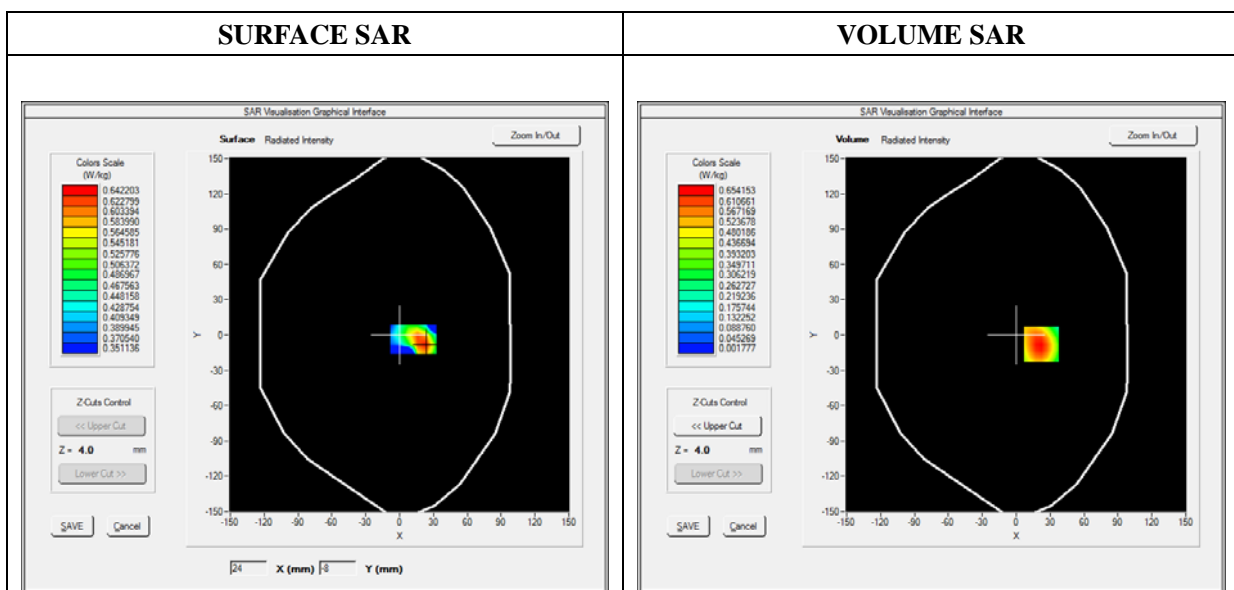 SURFACE SAR
SAR Visualisation Graphical Interface
Surface Radiated Intensity
Zoom In/Out
Colors Scale
(W/kg)
0.642203
0.622799
0.603394
0.583990
0.564585
0.545181
0.525776
0.506372
0.486967
0.467563
0.448158
0.428754
0.409349
0.389945
0.370540
0.351136
Z-Cuts Control
<< Upper Cut
Z = 4.0 mm
Lower Cut >>
SAVE Cancel
150
120
90
60
30
0
-30
-60
-90
-120
-150
Y
-150 -120 -90 -60 -30 0 30 60 90 120 150
X
24 X (mm) -8 Y (mm)
VOLUME SAR
SAR Visualisation Graphical Interface
Volume Radiated Intensity
Zoom In/Out
Colors Scale
(W/kg)
0.654153
0.610661
0.567169
0.523678
0.480186
0.436694
0.393203
0.349711
0.306219
0.262727
0.219236
0.175744
0.132252
0.088760
0.045269
0.001777
Z-Cuts Control
<< Upper Cut
Z = 4.0 mm
Lower Cut >>
SAVE Cancel
150
120
90
60
30
0
-30
-60
-90
-120
-150
Y
-150 -120 -90 -60 -30 0 30 60 90 120 150
X